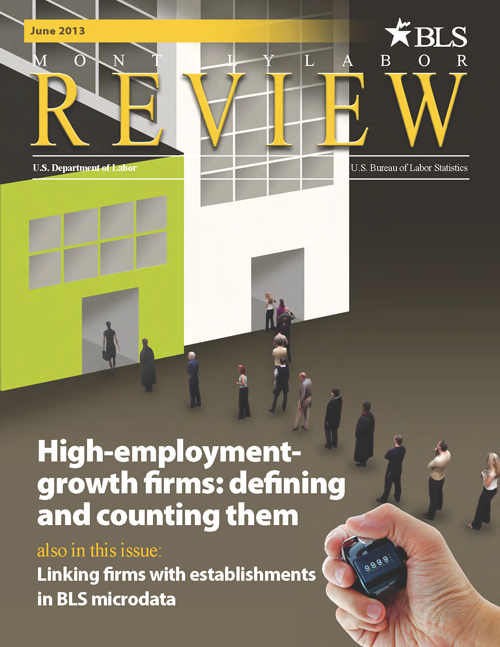 June 2013
BLS
MONTHLY LABOR
REVIEW
U.S. Department of Labor
U.S. Bureau of Labor Statistics
High-employment-
growth firms: defining
and counting them
also in this issue:
Linking firms with establishments
in BLS microdata
9999